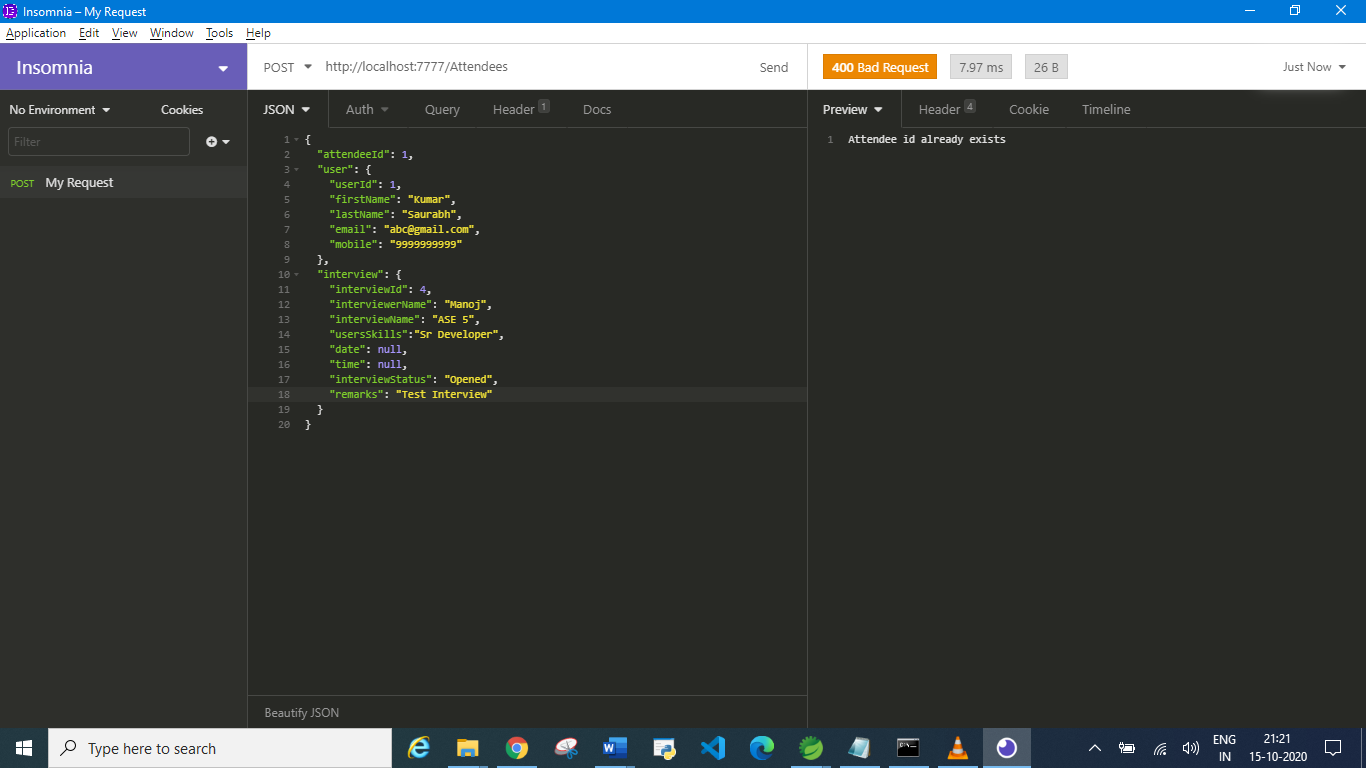 Insomnia – My Request
Application Edit View Window Tools Help
Insomnia
POST http://localhost:7777/Attendees Send
400 Bad Request 7.97 ms 26 B Just Now
No Environment Cookies
JSON Auth Query Header 1 Docs
Preview Header 4 Cookie Timeline
Filter
POST My Request
1 {
2 "attendeeId": 1,
3 "user": {
4 "userId": 1,
5 "firstName": "Kumar",
6 "lastName": "Saurabh",
7 "email": "abc@gmail.com",
8 "mobile": "9999999999"
9 },
10 "interview": {
11 "interviewId": 4,
12 "interviewerName": "Manoj",
13 "interviewName": "ASE 5",
14 "usersSkills":"Sr Developer",
15 "date": null,
16 "time": null,
17 "interviewStatus": "Opened",
18 "remarks": "Test Interview"
19 }
20 }
1 Attendee id already exists
Beautify JSON
Type here to search
ENG
IN
21:21
15-10-2020